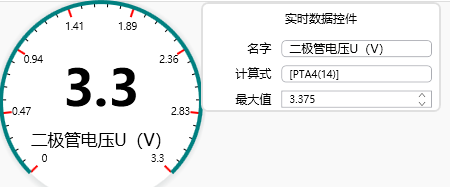 1.41
1.89
0.94
2.36
3.3
0.47
2.83
二极管电压U（V）
0
3.3
实时数据控件
名字
二极管电压U（V）
计算式
[PTA4(14)]
最大值
3.375